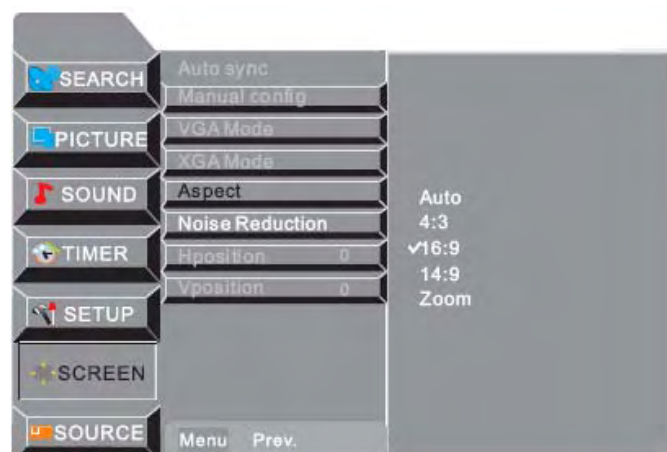 SEARCH
PICTURE
SOUND
TIMER
SETUP
SCREEN
SOURCE
Auto sync
Manual config
VGA Mode
XGA Mode
Aspect
Noise Reduction
Hposition 0
Vposition 0
Menu Prev.
Auto
4:3
✓16:9
14:9
Zoom